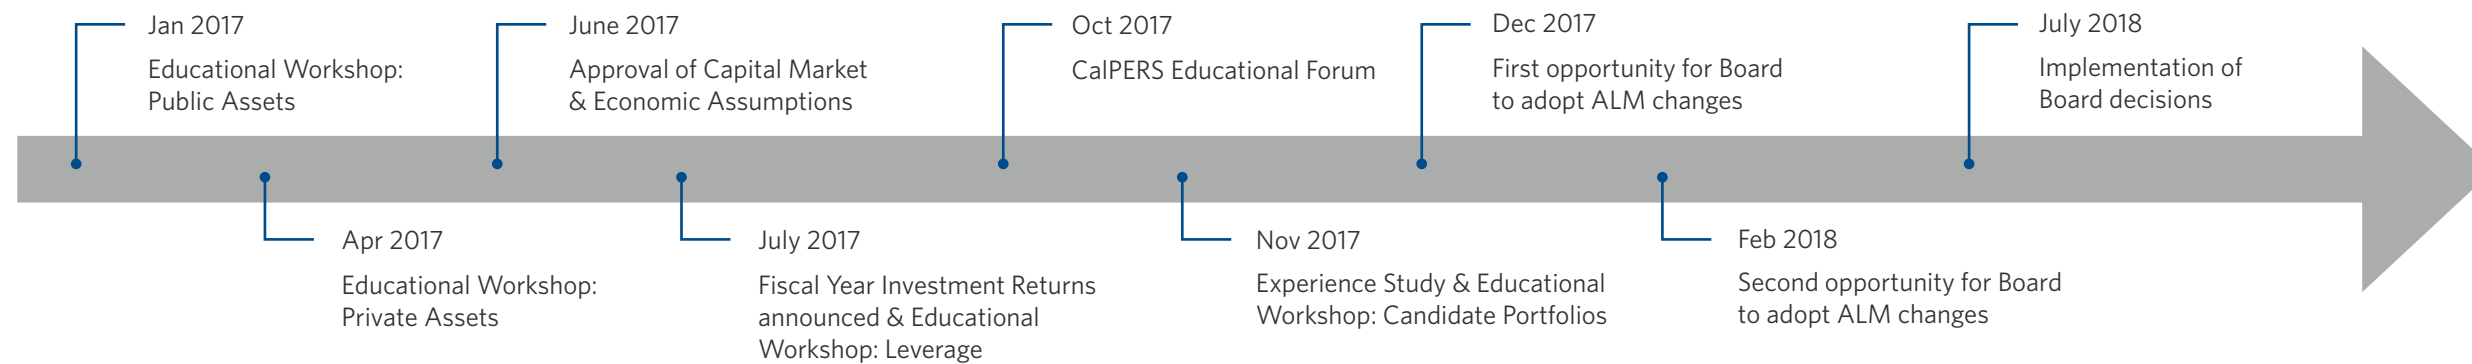 Jan 2017
Educational Workshop:
Public Assets
Apr 2017
Educational Workshop:
Private Assets
June 2017
Approval of Capital Market
& Economic Assumptions
July 2017
Fiscal Year Investment Returns
announced & Educational
Workshop: Leverage
Oct 2017
CalPERS Educational Forum
Nov 2017
Experience Study & Educational
Workshop: Candidate Portfolios
Dec 2017
First opportunity for Board
to adopt ALM changes
Feb 2018
Second opportunity for Board
to adopt ALM changes
July 2018
Implementation of
Board decisions